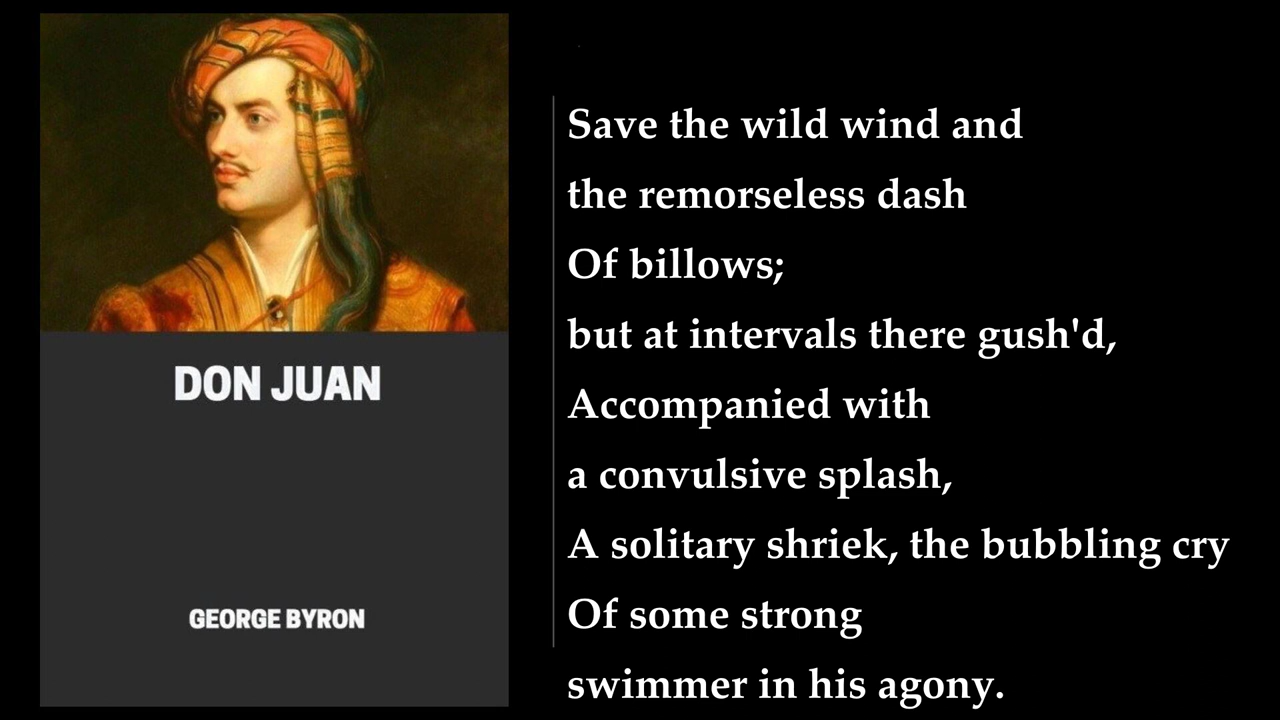 DON JUAN
GEORGE BYRON
Save the wild wind and
the remorseless dash
Of billows;
but at intervals there gush'd,
Accompanied with
a convulsive splash,
A solitary shriek, the bubbling cry
Of some strong
swimmer in his agony.